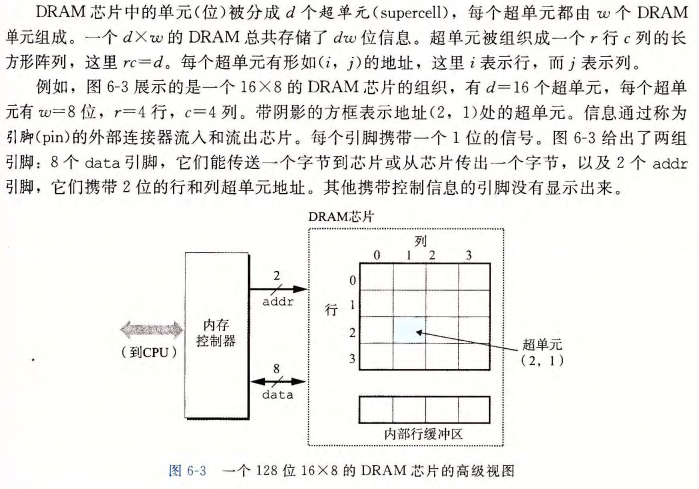 DRAM 芯片中的单元(位)被分成 d 个超单元(supercell)，每个超单元都由 w 个 DRAM
单元组成。一个 d×w 的 DRAM 总共存储了 dw 位信息。超单元被组织成一个 r 行 c 列的长
方形阵列，这里 rc=d。每个超单元有形如(i，j)的地址，这里 i 表示行，而 j 表示列。
例如，图 6-3 展示的是一个 16×8 的 DRAM 芯片的组织，有 d=16 个超单元，每个超单
元有 w=8 位，r=4 行，c=4 列。带阴影的方框表示地址(2，1)处的超单元。信息通过称为
引脚(pin)的外部连接器流入和流出芯片。每个引脚携带一个 1 位的信号。图 6-3 给出了两组
引脚：8 个 data 引脚，它们能传送一个字节到芯片或从芯片传出一个字节，以及 2 个 addr
引脚，它们携带 2 位的行和列超单元地址。其他携带控制信息的引脚没有显示出来。
DRAM芯片
列
0 1 2 3
2
addr
0
行 1
内存
控制器
(到CPU)
2
3
超单元
(2，1)
8
data
内部行缓冲区
图 6-3 一个 128 位 16×8 的 DRAM 芯片的高级视图